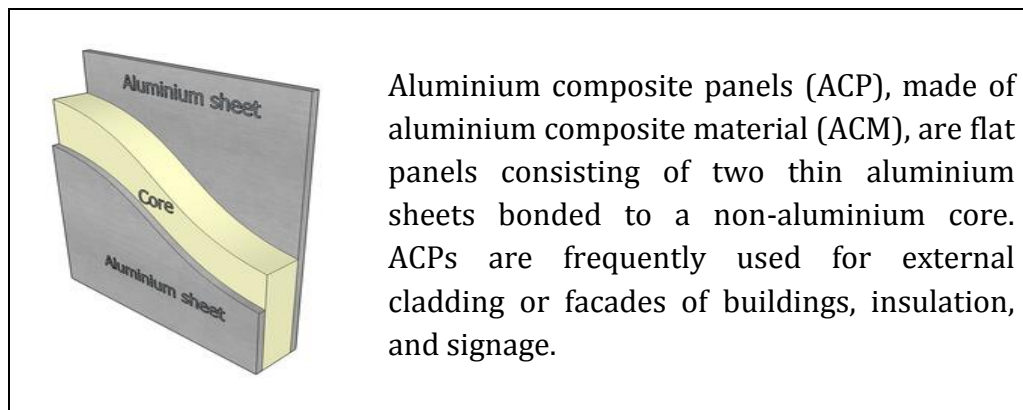 Aluminium sheet
Core
Aluminium sheet
Aluminium composite panels (ACP), made of
aluminium composite material (ACM), are flat
panels consisting of two thin aluminium
sheets bonded to a non-aluminium core.
ACPs are frequently used for external
cladding or facades of buildings, insulation,
and signage.